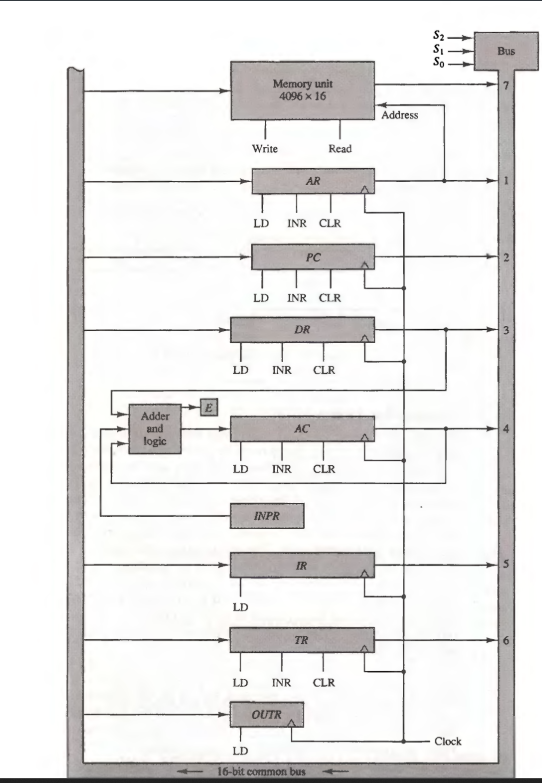 S2
S1
S0
Bus
Memory unit
4096 × 16
7
Address
Write Read
AR
1
LD INR CLR
PC
2
LD INR CLR
DR
3
LD INR CLR
E
Adder
and
logic
AC
4
LD INR CLR
INPR
IR
5
LD
TR
6
LD INR CLR
OUTR
LD
Clock
16-bit common bus